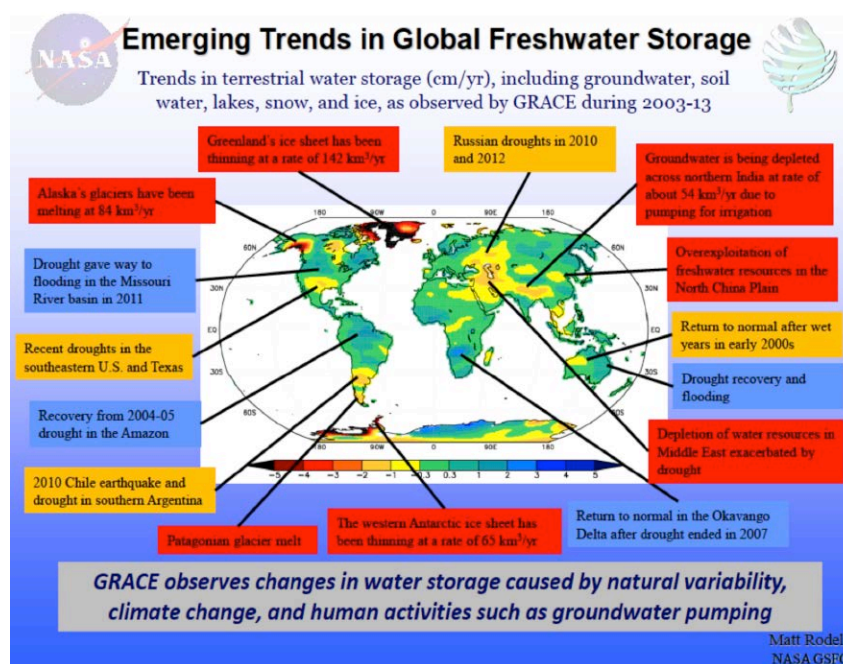 NASA
Emerging Trends in Global Freshwater Storage
Trends in terrestrial water storage (cm/yr), including groundwater, soil
water, lakes, snow, and ice, as observed by GRACE during 2003-13
Greenland's ice sheet has been
thinning at a rate of 142 km³/yr
Russian droughts in 2010
and 2012
Groundwater is being depleted
across northern India at rate of
about 54 km³/yr due to
pumping for irrigation
Alaska's glaciers have been
melting at 84 km³/yr
Drought gave way to
flooding in the Missouri
River basin in 2011
Overexploitation of
freshwater resources in the
North China Plain
Recent droughts in the
southeastern U.S. and Texas
Return to normal after wet
years in early 2000s
Recovery from 2004-05
drought in the Amazon
Drought recovery and
flooding
2010 Chile earthquake and
drought in southern Argentina
Depletion of water resources in
Middle East exacerbated by
drought
Patagonian glacier melt
The western Antarctic ice sheet has
been thinning at a rate of 65 km³/yr
Return to normal in the Okavango
Delta after drought ended in 2007
180 90W 0 90E 180
60N 60N
30N 30N
EQ EQ
30S 30S
60S 60S
-5 -4 -3 -2 -1 -0.3 0.3 1 2 3 4 5
GRACE observes changes in water storage caused by natural variability,
climate change, and human activities such as groundwater pumping
Matt Rodel
NASA GSFC